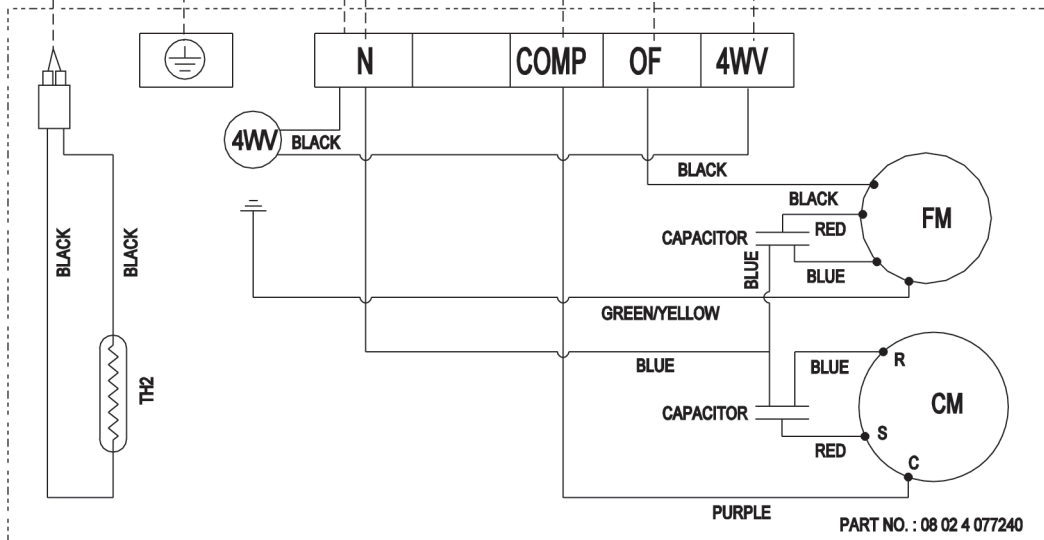 N COMP OF 4WV
4WV
BLACK
BLACK
BLACK
FM
RED
CAPACITOR
BLUE
BLUE
BLACK
BLACK
GREEN/YELLOW
BLUE
BLUE
R
TH2
CM
CAPACITOR
S
RED
C
PURPLE
PART NO. : 08 02 4 077240